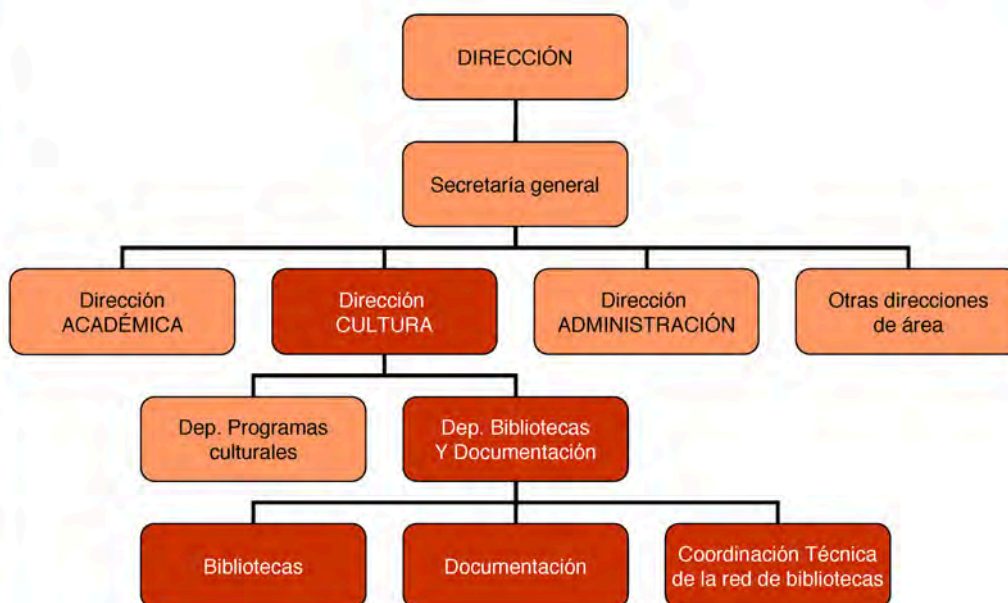 DIRECCIÓN
Secretaría general
Dirección
ACADÉMICA
Dirección
CULTURA
Dirección
ADMINISTRACIÓN
Otras direcciones
de área
Dep. Programas
culturales
Dep. Bibliotecas
Y Documentación
Bibliotecas
Documentación
Coordinación Técnica
de la red de bibliotecas